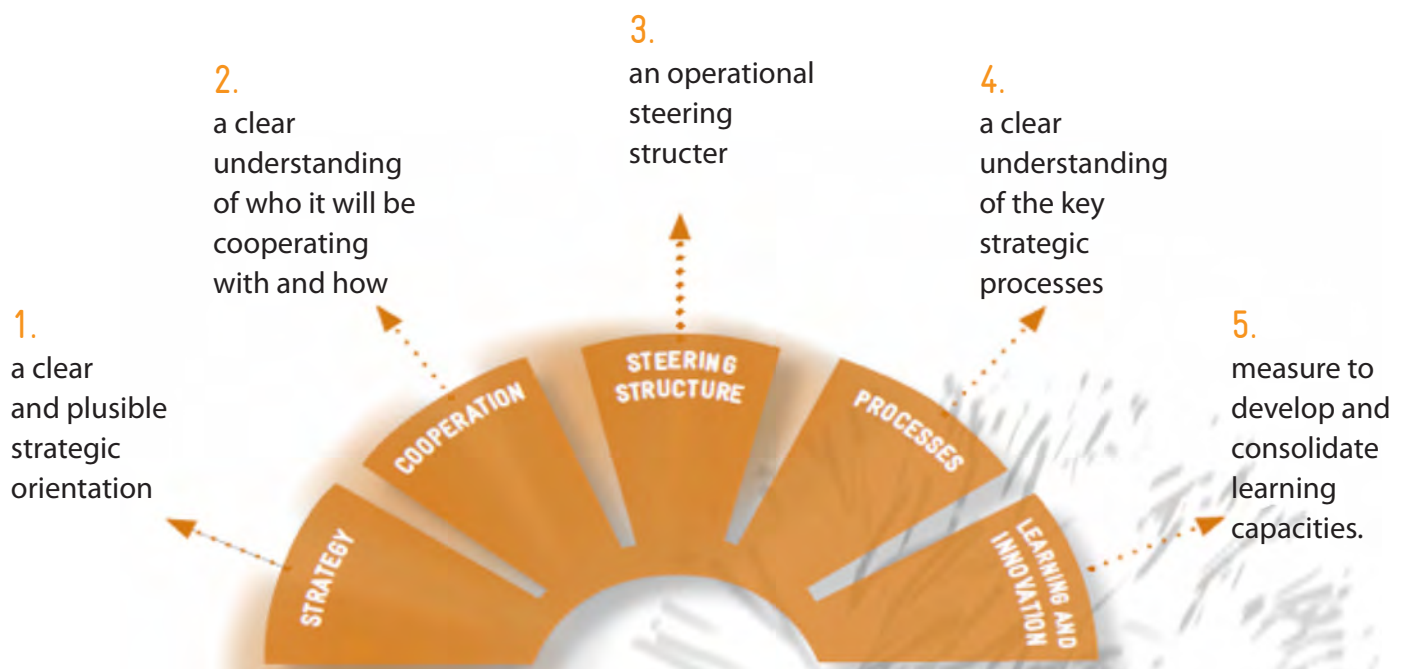 1.
a clear
and plusible
strategic
orientation
2.
a clear
understanding
of who it will be
cooperating
with and how
3.
an operational
steering
structer
4.
a clear
understanding
of the key
strategic
processes
5.
measure to
develop and
consolidate
learning
capacities.
STRATEGY
COOPERATION
STEERING
STRUCTURE
PROCESSES
LEARNING AND
INNOVATION